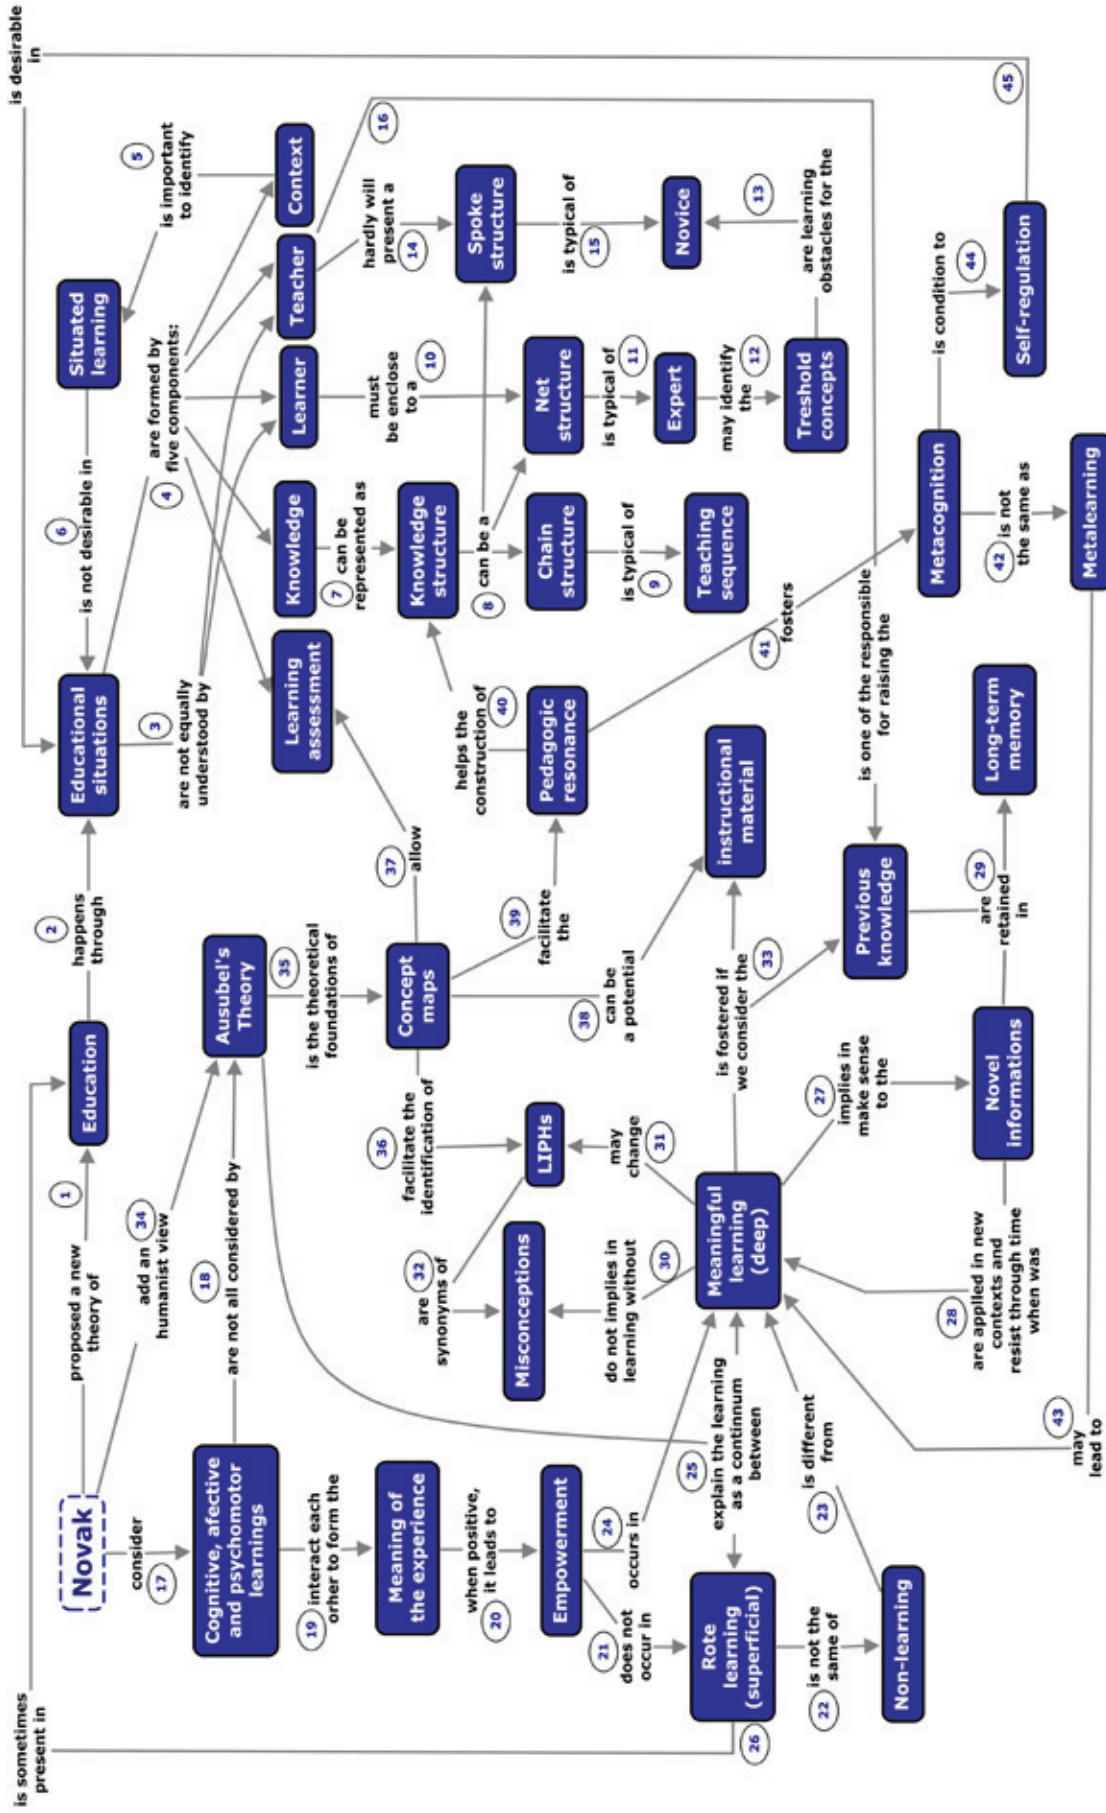 is sometimes
present in
is desirable
in
Novak
1
proposed a new
theory of
Education
2
happens
through
Educational
situations
6
is not desirable in
Situated
learning
5
is important
to identify
34
add an
humanist view
Ausubel's
Theory
3
are not equally
understood by
4
are formed by
five components:
17
consider
Cognitive, afective
and psychomotor
learnings
18
are not all considered by
35
is the theoretical
foundations of
Learning
assessment
Knowledge
Learner
Teacher
Context
16
19
interact each
orher to form the
Meaning of
the experience
36
facilitate the
identification of
Concept
maps
37
allow
7
can be
represented as
Knowledge
structure
must
be enclose
to a
10
hardly will
present a
14
20
when positive,
it leads to
Empowerment
32
are
synonyms of
LIPHs
Misconceptions
39
facilitate
the
Pedagogic
resonance
40
helps the
construction of
8
can be a
Chain
structure
Net
structure
Spoke
structure
21
does not
occur in
24
occurs in
30
do not implies in
learning without
31
may
change
38
can be
a potential
9
is typical of
Teaching
sequence
is typical of
11
Expert
is typical of
15
Novice
25
explain the learning
as a continnum
between
Rote
learning
(superficial)
26
Meaningful
learning
(deep)
is fostered if
we consider the
33
instructional
material
41
fosters
may identify
the
12
Treshold
concepts
13
are learning
obstacles for the
22
is not the
same of
Non-learning
23
is different
from
27
implies in
make sense
to the
Novel
informations
Previous
knowledge
is one of the responsible
for raising the
28
are applied in new
contexts and
resist through time
when was
29
are
retained
in
Long-term
memory
Metacognition
is condition to
44
Self-regulation
45
42
is not
the same as
Metalearning
43
may
lead to